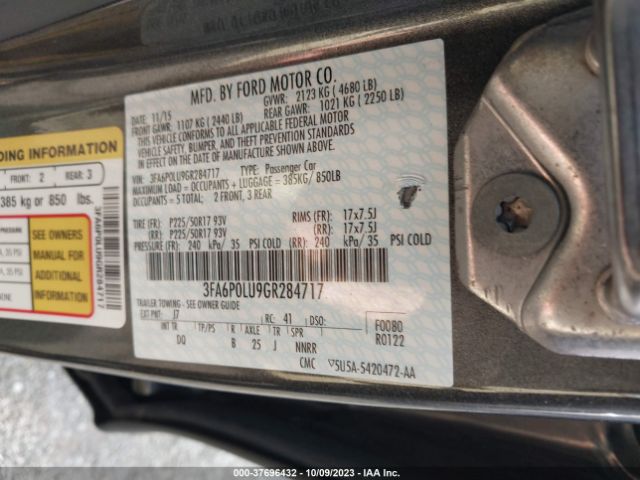 MFD. BY FORD MOTOR CO.
DATE: 11/15 GVWR: 2123 KG ( 4680 LB)
FRONT GAWR: 1107 KG ( 2440 LB) REAR GAWR: 1021 KG ( 2250 LB)
THIS VEHICLE CONFORMS TO ALL APPLICABLE FEDERAL MOTOR
VEHICLE SAFETY, BUMPER, AND THEFT PREVENTION STANDARDS
IN EFFECT ON THE DATE OF MANUFACTURE SHOWN ABOVE.
VIN: 3FA6P0LU9GR284717 TYPE: Passenger Car
MAXIMUM LOAD = OCCUPANTS + LUGGAGE = 385KG/ 850LB
OCCUPANTS = 5 TOTAL: 2 FRONT, 3 REAR
TIRE (FR): P225/50R17 93V RIMS (FR): 17x7.5J
(RR): P225/50R17 93V (RR): 17x7.5J
PRESSURE (FR): 240 kPa/ 35 PSI COLD (RR): 240 kPa/ 35 PSI COLD
3FA6P0LU9GR284717
TRAILER TOWING - SEE OWNER GUIDE
EXT PNT: J7 RC: 41 DSO: F0080
INT TR TP/PS R AXLE TR SPR R0122
DQ B 25 J NNRR
CMC 5U5A-5420472-AA
DING INFORMATION
FRONT: 2 REAR: 3
385 kg or 850 lbs.
SEE OWNERS
MANUAL FOR
ADDITIONAL
INFORMATION
35 PSI
35 PSI
3FA6P0LU9GR284717
000-37696432 - 10/09/2023 - IAA Inc.